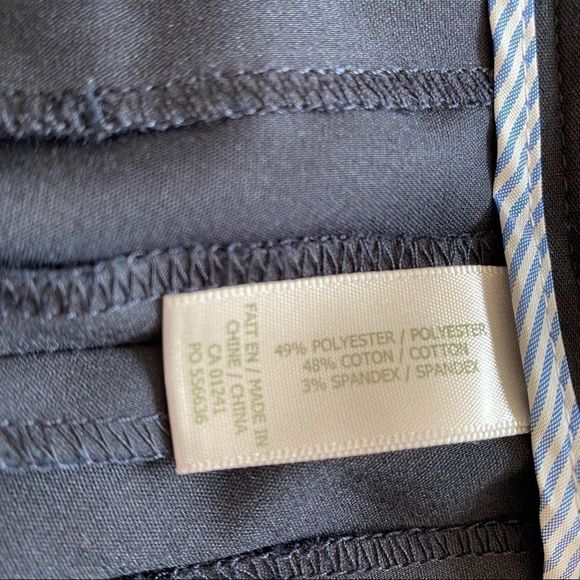 49% POLYESTER / POLYESTER
48% COTON / COTTON
3% SPANDEX / SPANDEX
FAIT EN / MADE IN
CHINE / CHINA
CA 01241
PO 556636